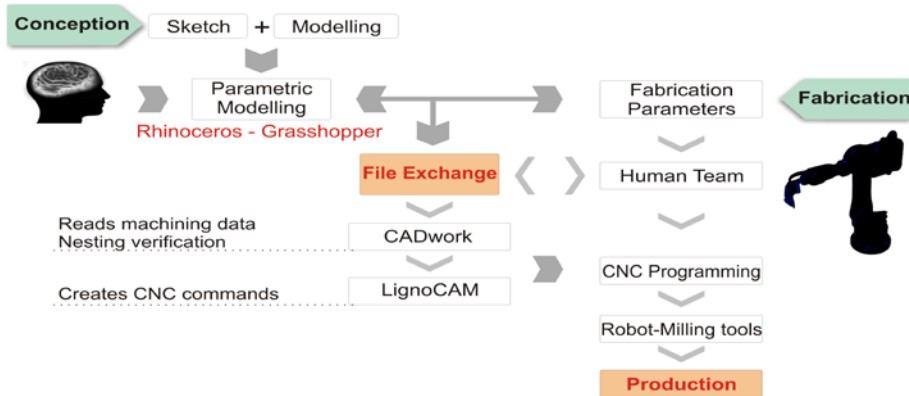 Conception
Sketch + Modelling
Parametric
Modelling
Rhinoceros - Grasshopper
Fabrication
Parameters
Fabrication
File Exchange
Human Team
Reads machining data
Nesting verification
CADwork
CNC Programming
Creates CNC commands
LignoCAM
Robot-Milling tools
Production